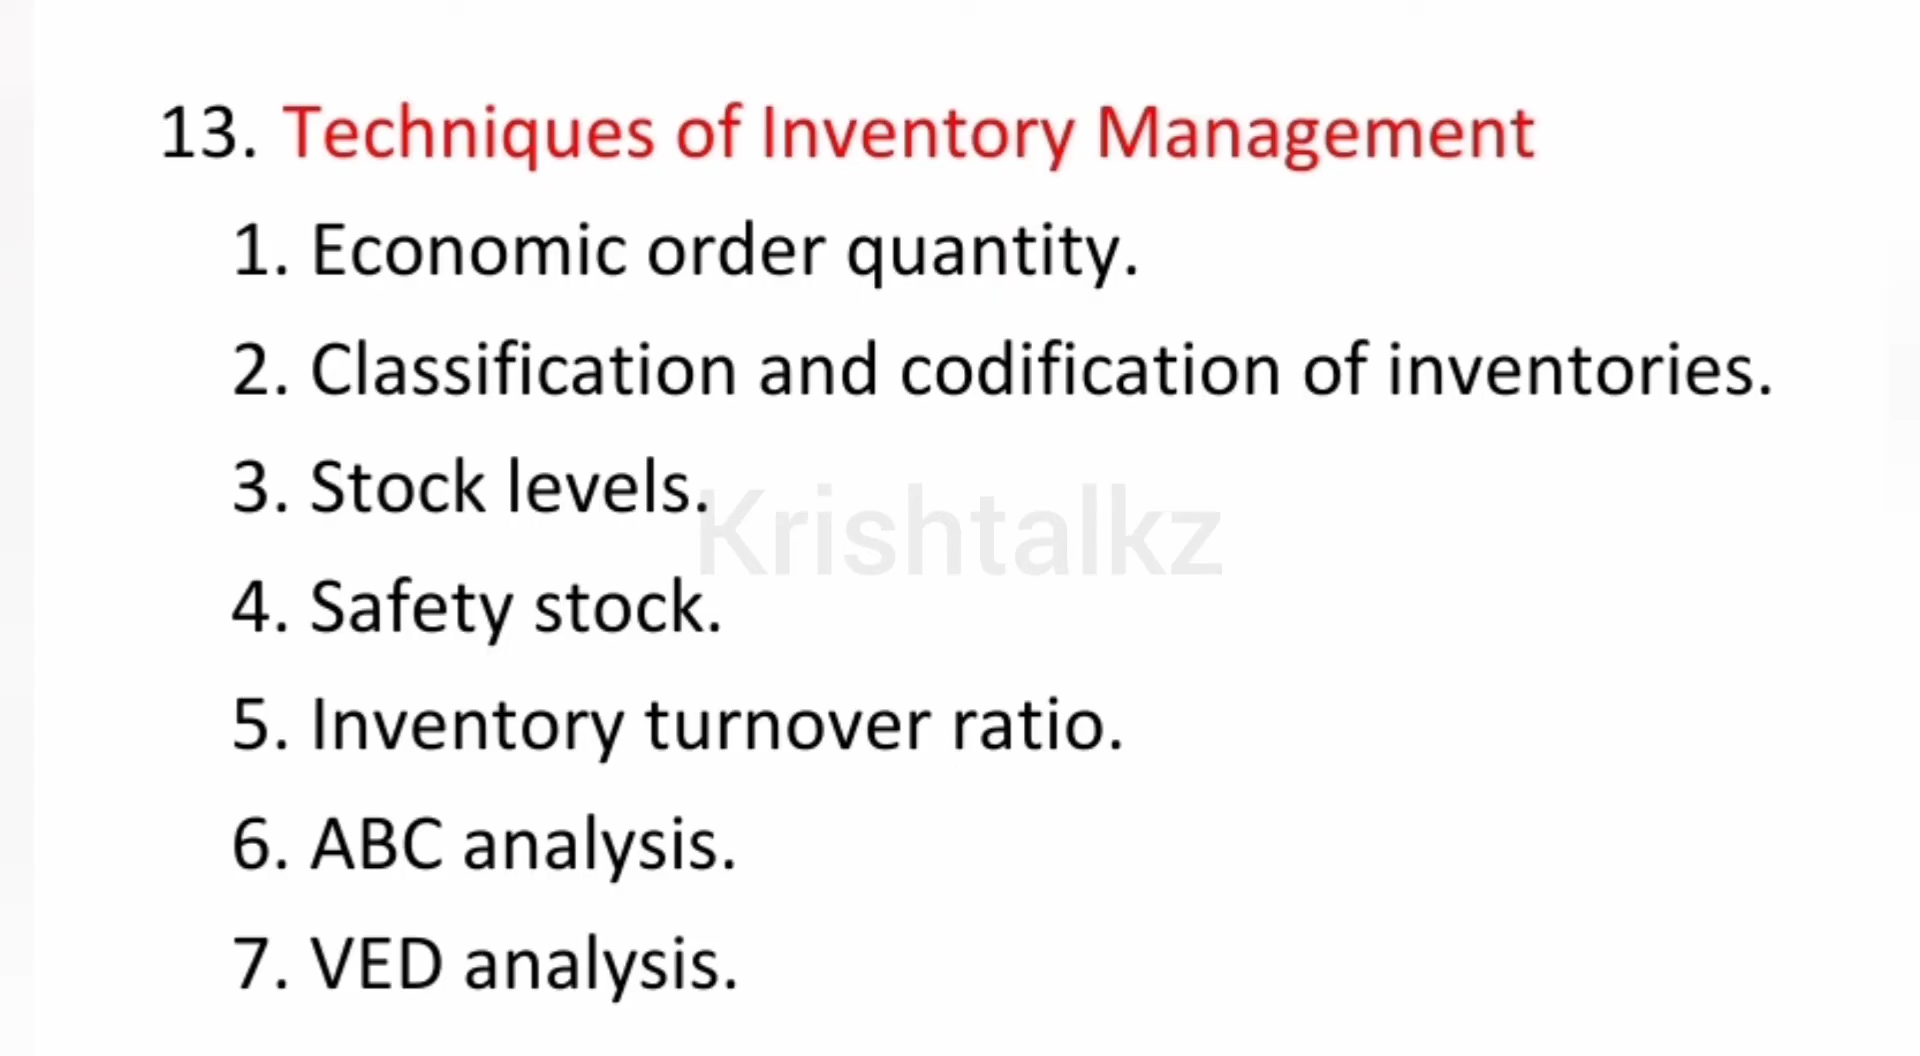 13. Techniques of Inventory Management
1. Economic order quantity.
2. Classification and codification of inventories.
3. Stock levels.
Krishtalkz
4. Safety stock.
5. Inventory turnover ratio.
6. ABC analysis.
7. VED analysis.